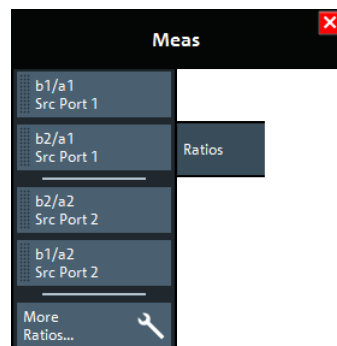 Meas
b1/a1
Src Port 1
b2/a1
Src Port 1
Ratios
b2/a2
Src Port 2
b1/a2
Src Port 2
More
Ratios...